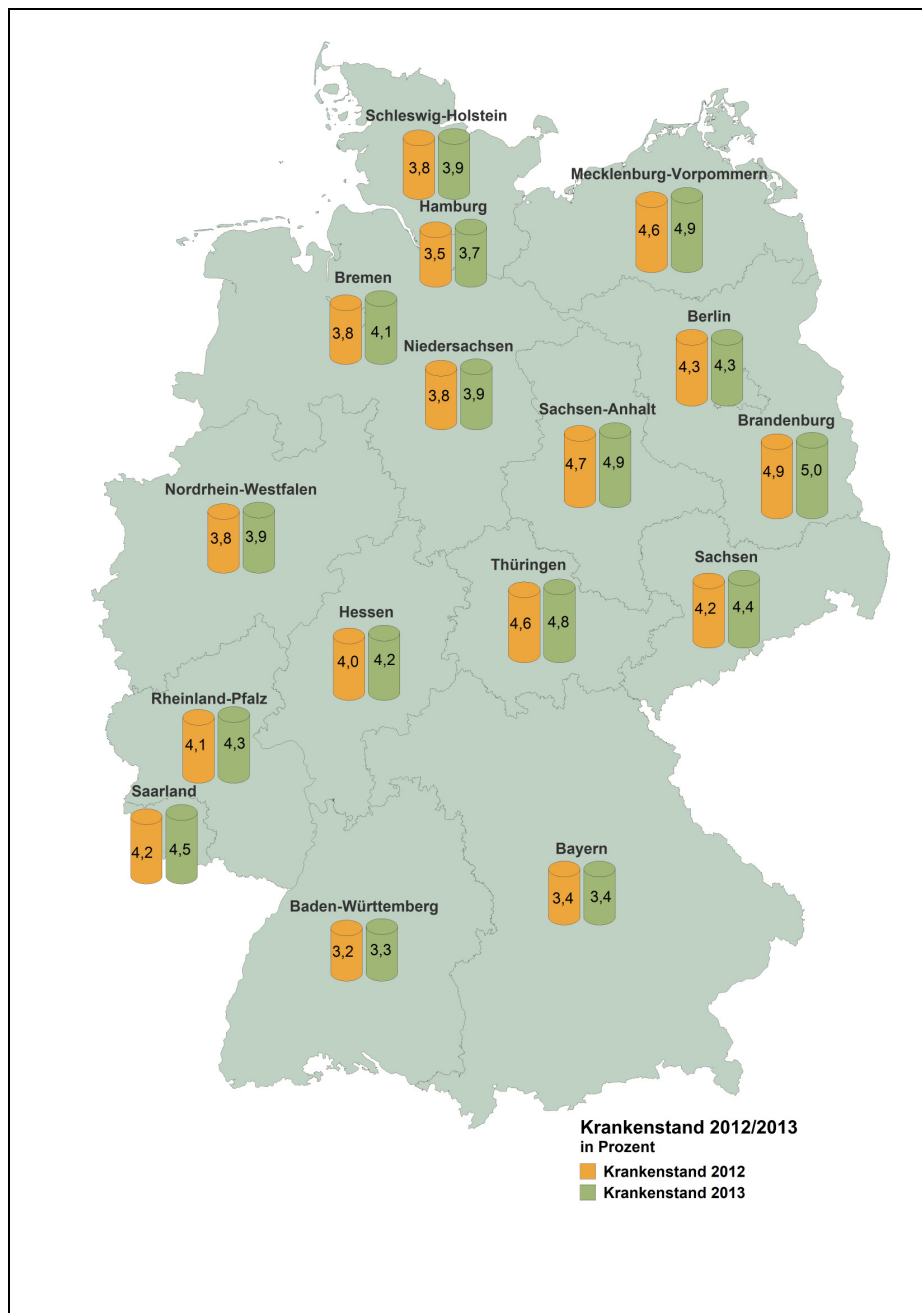 Schleswig-Holstein
3,8 3,9
Mecklenburg-Vorpommern
4,6 4,9
Hamburg
3,5 3,7
Bremen
3,8 4,1
Berlin
4,3 4,3
Niedersachsen
3,8 3,9
Sachsen-Anhalt
4,7 4,9
Brandenburg
4,9 5,0
Nordrhein-Westfalen
3,8 3,9
Sachsen
4,2 4,4
Thüringen
4,6 4,8
Hessen
4,0 4,2
Rheinland-Pfalz
4,1 4,3
Saarland
4,2 4,5
Bayern
3,4 3,4
Baden-Württemberg
3,2 3,3
Krankenstand 2012/2013
in Prozent
Krankenstand 2012
Krankenstand 2013